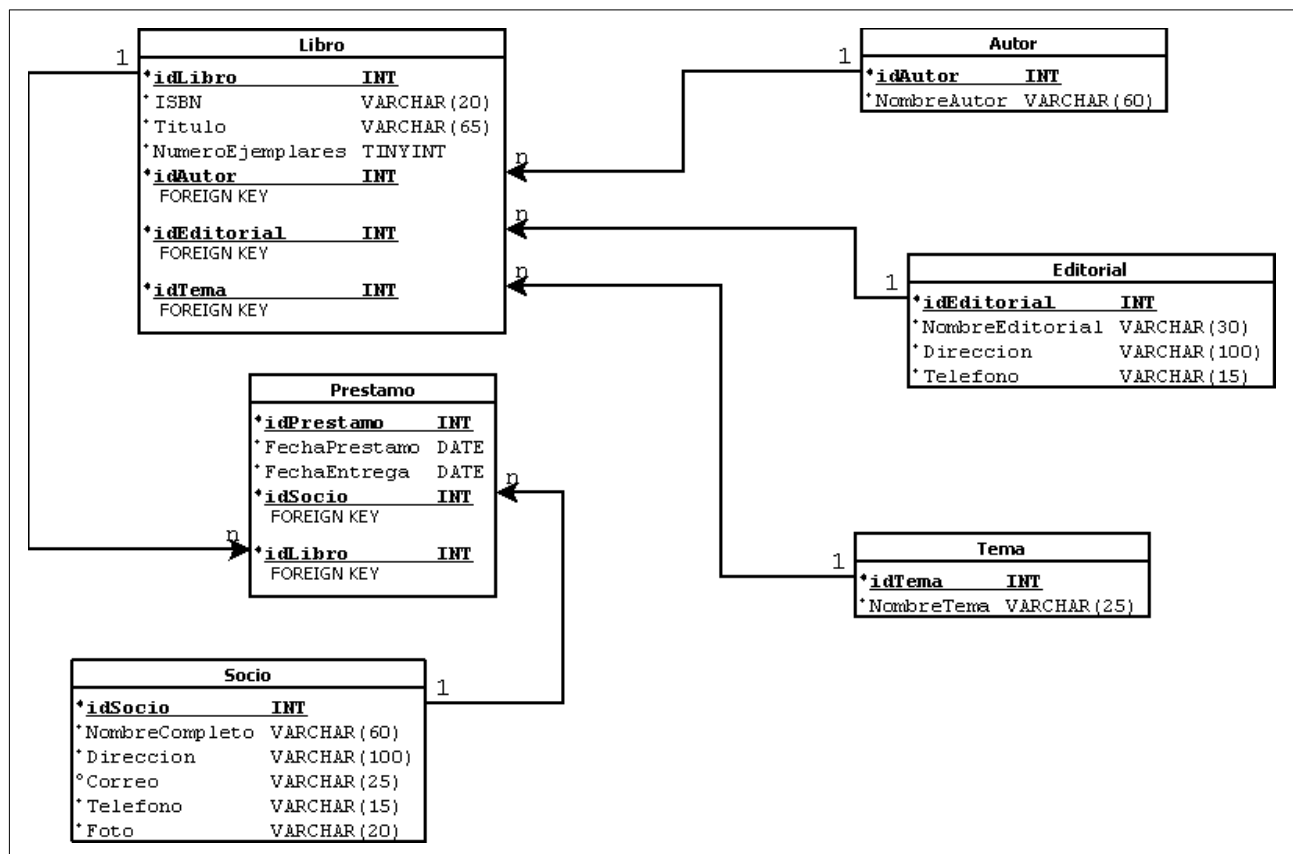 Libro
1
*idLibro INT
*ISBN VARCHAR(20)
*Titulo VARCHAR(65)
*NumeroEjemplares TINYINT
*idAutor INT
FOREIGN KEY
*idEditorial INT
FOREIGN KEY
*idTema INT
FOREIGN KEY
n
n
n
Autor
1
*idAutor INT
*NombreAutor VARCHAR(60)
Editorial
1
*idEditorial INT
*NombreEditorial VARCHAR(30)
*Direccion VARCHAR(100)
*Telefono VARCHAR(15)
Prestamo
*idPrestamo INT
*FechaPrestamo DATE
*FechaEntrega DATE
*idSocio INT
FOREIGN KEY
*idLibro INT
FOREIGN KEY
n
n
Tema
1
*idTema INT
*NombreTema VARCHAR(25)
Socio
1
*idSocio INT
*NombreCompleto VARCHAR(60)
*Direccion VARCHAR(100)
°Correo VARCHAR(25)
*Telefono VARCHAR(15)
*Foto VARCHAR(20)